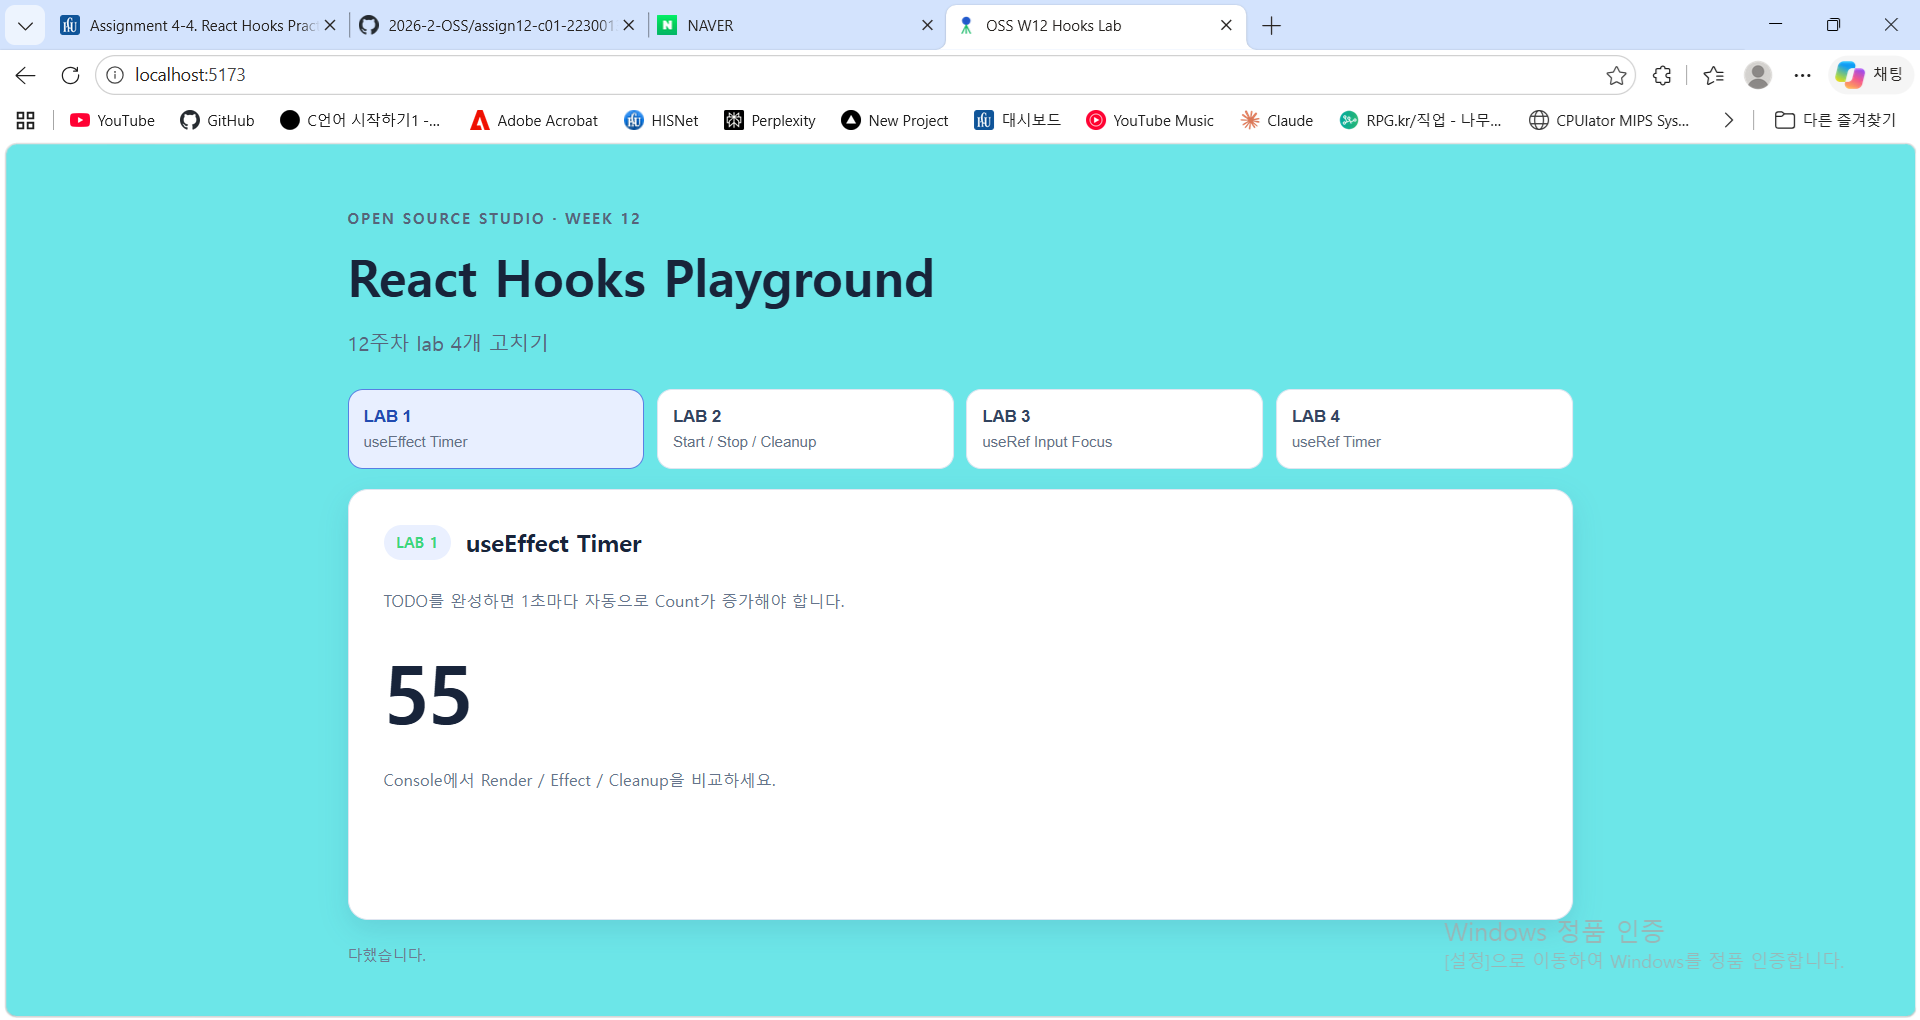 Assignment 4-4. React Hooks Prac
2026-2-OSS/assign12-c01-223001
NAVER
OSS W12 Hooks Lab
localhost:5173
채팅
YouTube
GitHub
C언어 시작하기1 -...
Adobe Acrobat
HISNet
Perplexity
New Project
대시보드
YouTube Music
Claude
RPG.kr/직업 - 나무...
CPUlator MIPS Sys...
다른 즐겨찾기
OPEN SOURCE STUDIO · WEEK 12
React Hooks Playground
12주차 lab 4개 고치기
LAB 1
useEffect Timer
LAB 2
Start / Stop / Cleanup
LAB 3
useRef Input Focus
LAB 4
useRef Timer
LAB 1
useEffect Timer
TODO를 완성하면 1초마다 자동으로 Count가 증가해야 합니다.
55
Console에서 Render / Effect / Cleanup을 비교하세요.
다했습니다.
Windows 정품 인증
[설정]으로 이동하여 Windows를 정품 인증합니다.